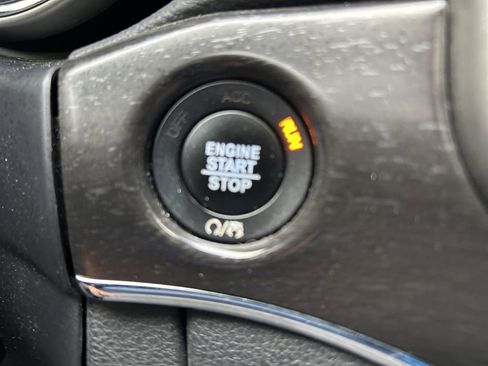 OFF
ACC
RUN
ENGINE
START
STOP
/